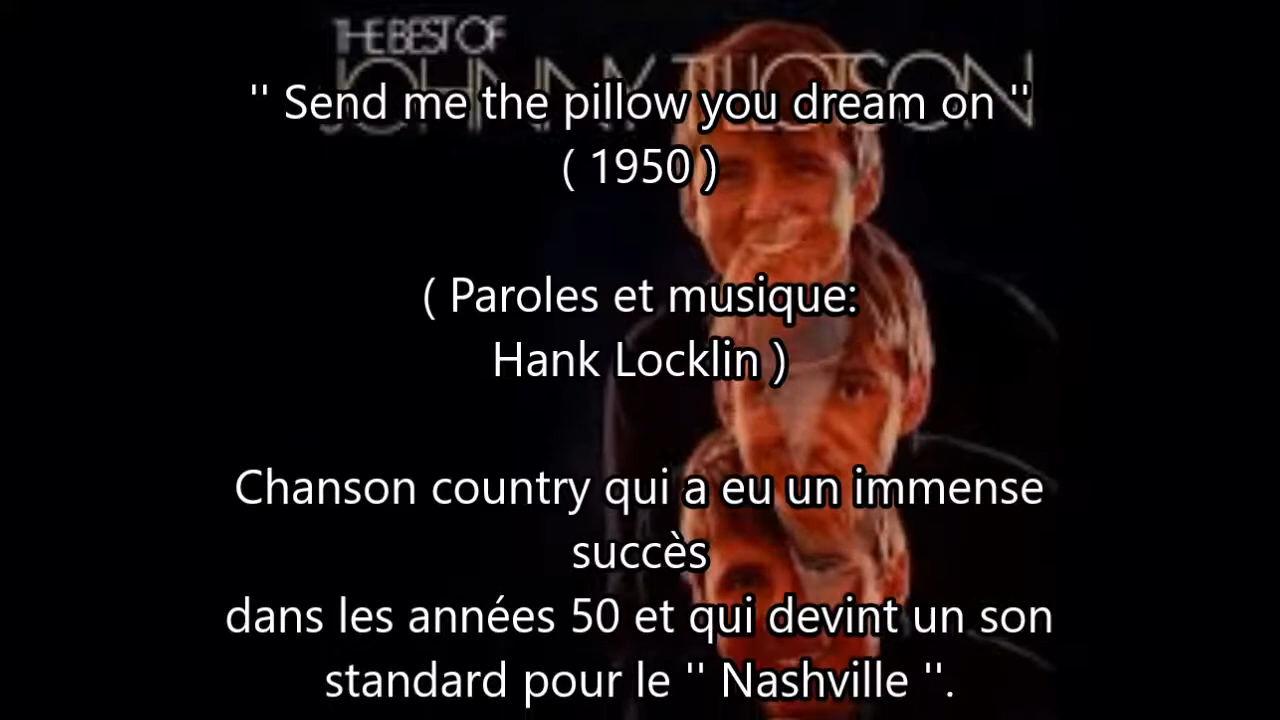 THE BEST OF
JOHNNY TILLOTSON
'' Send me the pillow you dream on ''
( 1950 )
( Paroles et musique:
Hank Locklin )
Chanson country qui a eu un immense
succès
dans les années 50 et qui devint un son
standard pour le '' Nashville ''.